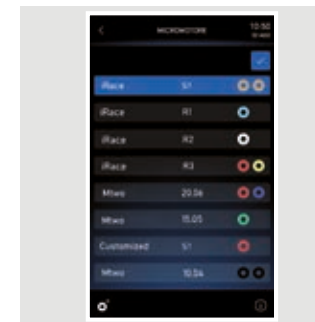 MICROMOTORE 10:50
iRace S1
iRace R1
iRace R2
iRace R3
Mtwo 20.06
Mtwo 15.05
Customized S1
Mtwo 10.04